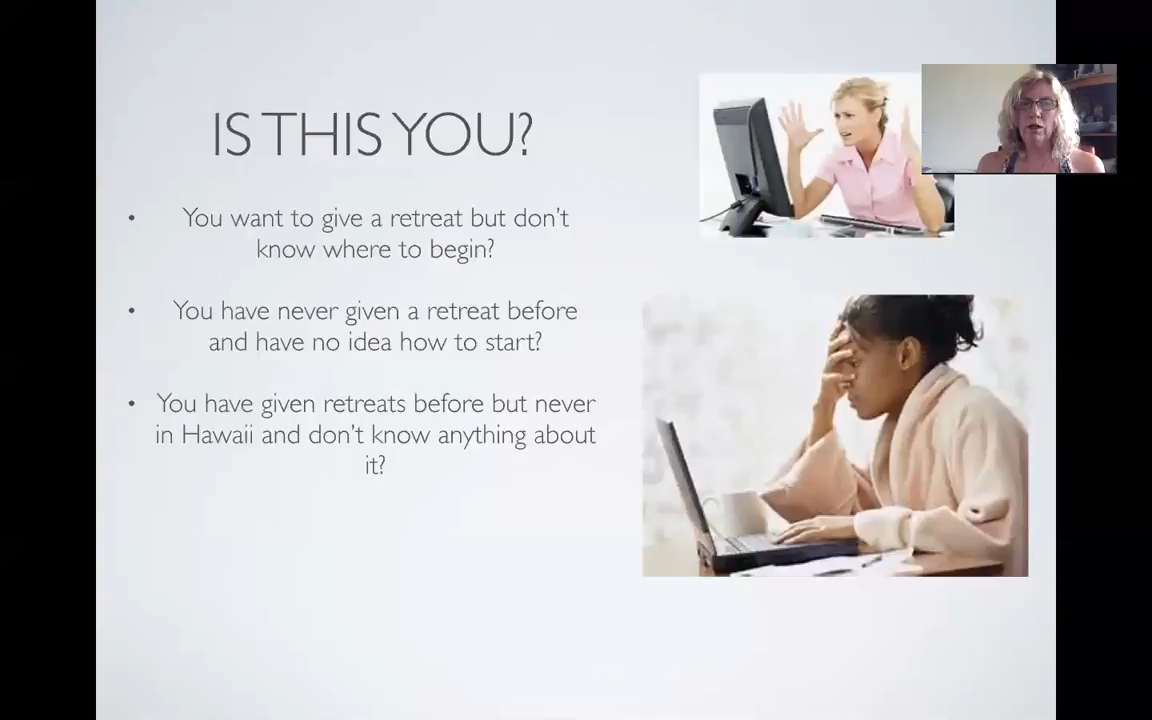 IS THIS YOU?
• You want to give a retreat but don't
know where to begin?
• You have never given a retreat before
and have no idea how to start?
• You have given retreats before but never
in Hawaii and don't know anything about
it?